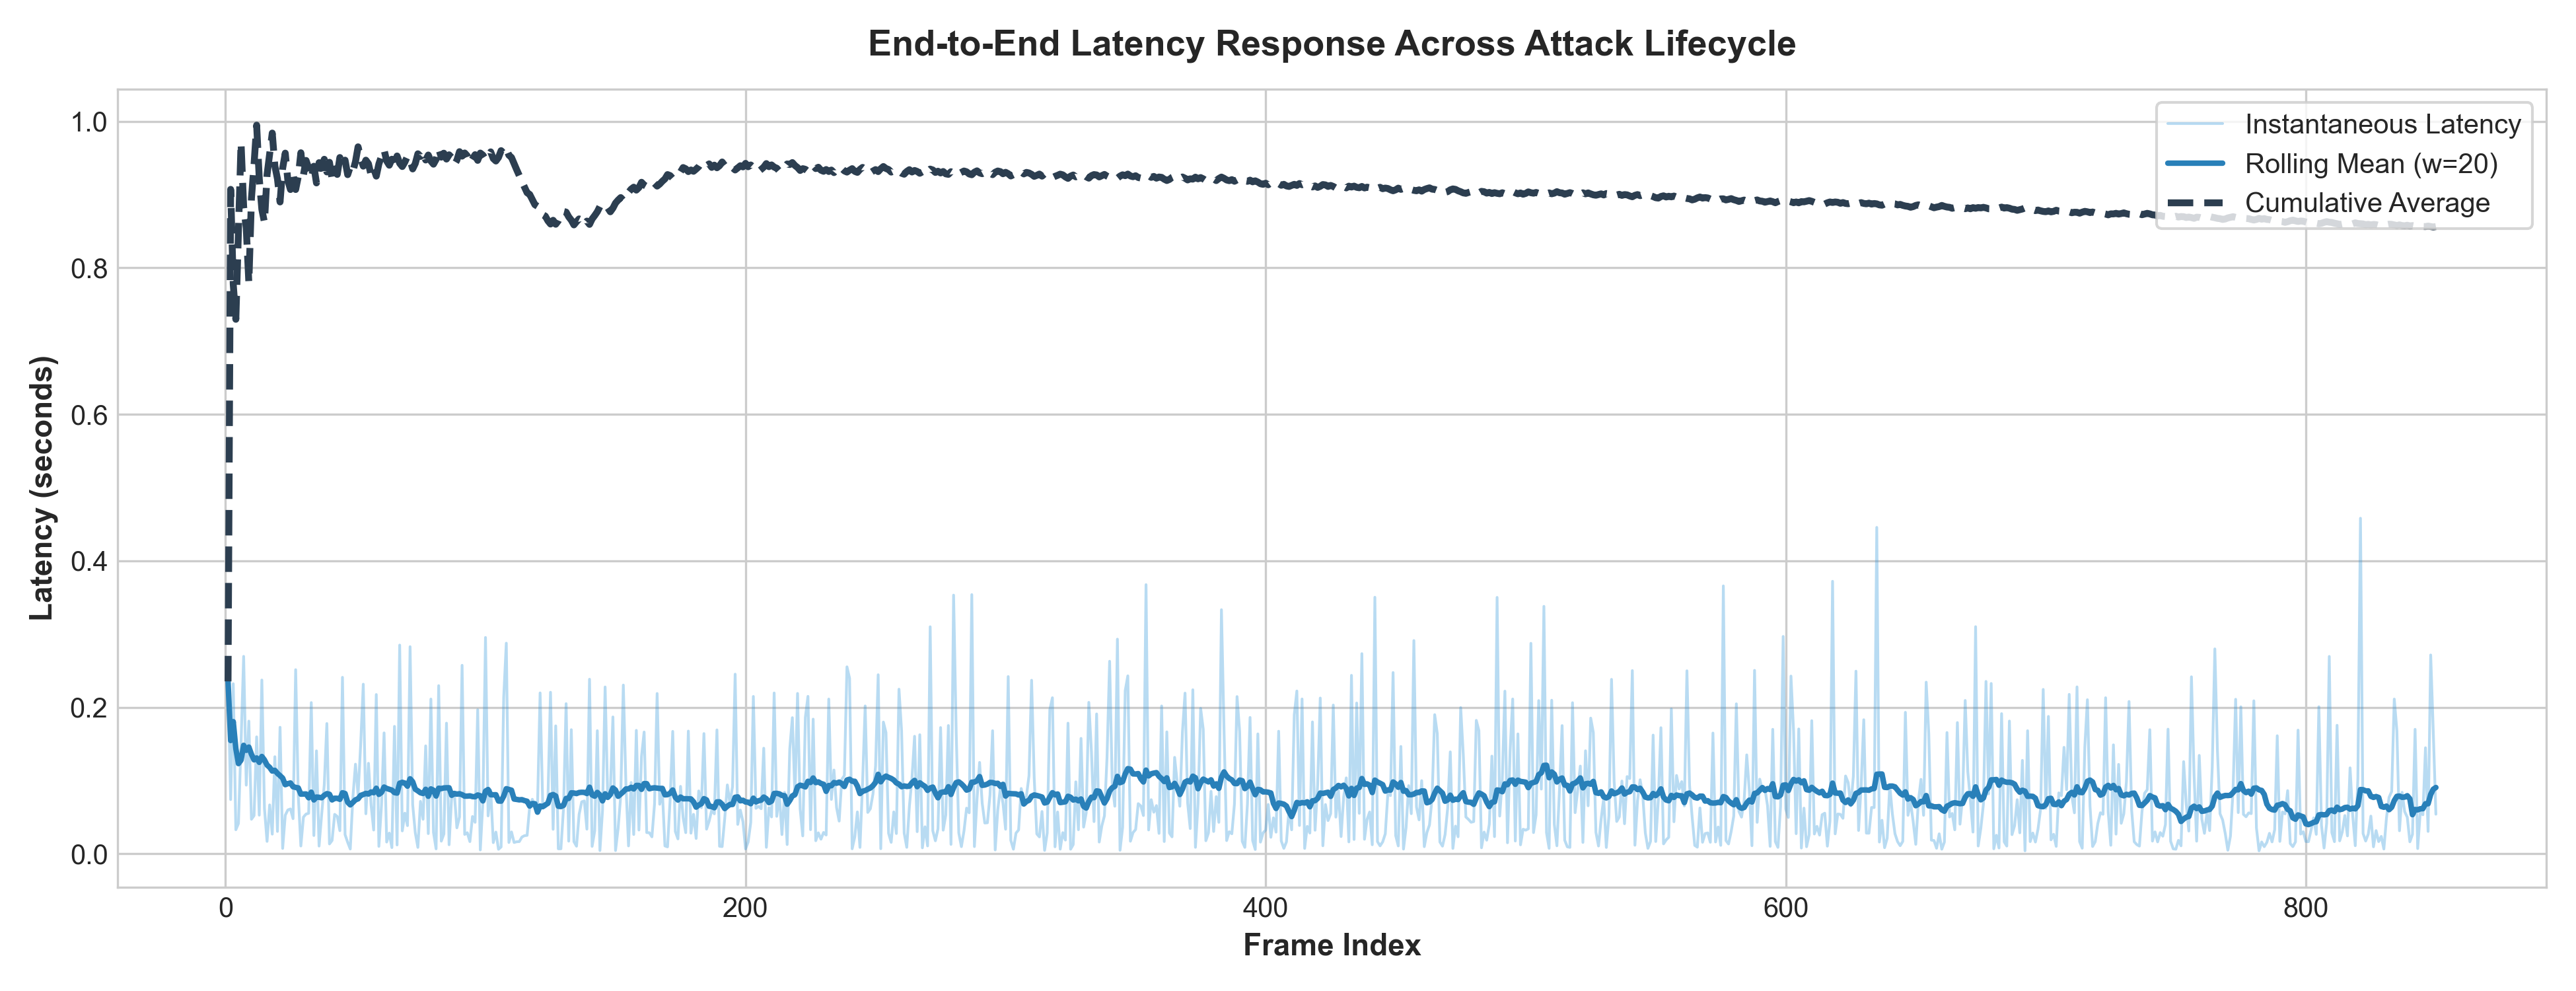 End-to-End Latency Response Across Attack Lifecycle
Instantaneous Latency
Rolling Mean (w=20)
Cumulative Average
Latency (seconds)
1.0
0.8
0.6
0.4
0.2
0.0
0
200
400
600
800
Frame Index